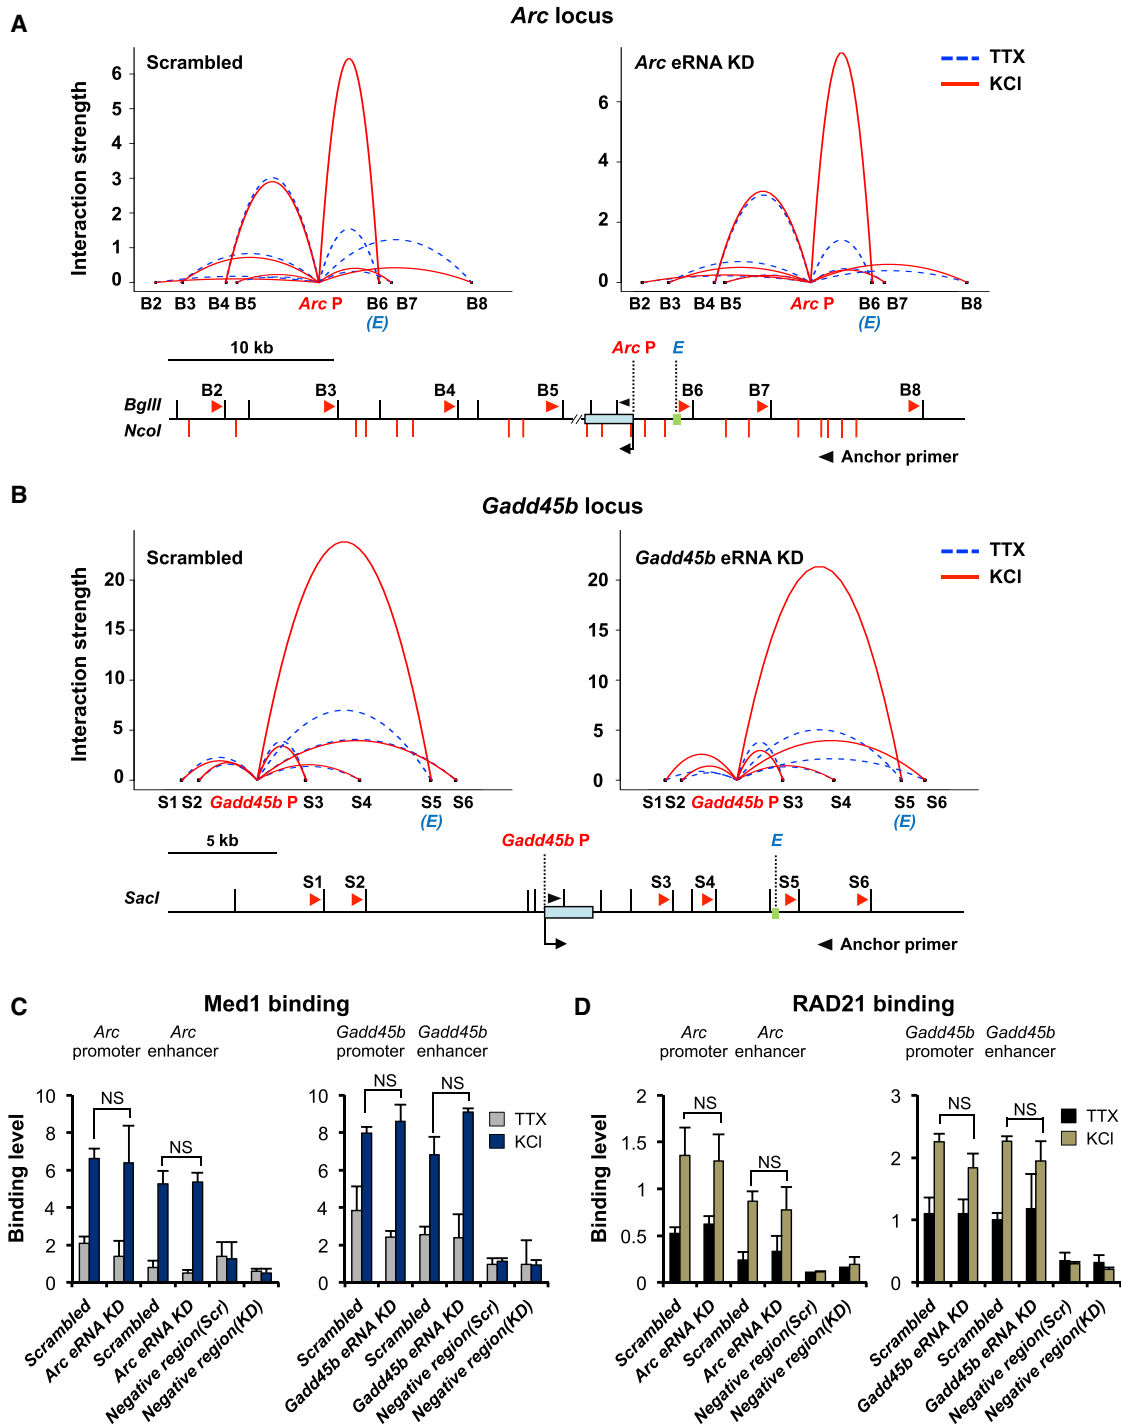 A
Arc locus
Scrambled
Arc eRNA KD
TTX
KCl
Interaction strength
6
5
4
3
2
1
0
6
4
2
0
B2 B3 B4 B5 Arc P B6 B7 B8
(E)
B2 B3 B4 B5 Arc P B6 B7 B8
(E)
10 kb
Arc P
E
B2 B3 B4 B5 B6 B7 B8
BglII
NcoI
Anchor primer
B
Gadd45b locus
Scrambled
Gadd45b eRNA KD
TTX
KCl
Interaction strength
20
15
10
5
0
20
15
10
5
0
S1 S2 Gadd45b P S3 S4 S5 S6
(E)
S1 S2 Gadd45b P S3 S4 S5 S6
(E)
5 kb
Gadd45b P
E
S1 S2 S3 S4 S5 S6
SacI
Anchor primer
C
Med1 binding
Arc promoter
Arc enhancer
Gadd45b promoter
Gadd45b enhancer
Binding level
10
8
6
4
2
0
NS
NS
10
8
6
4
2
0
NS
NS
TTX
KCl
Scrambled
Arc eRNA KD
Scrambled
Arc eRNA KD
Negative region(Scr)
Negative region(KD)
Scrambled
Gadd45b eRNA KD
Scrambled
Gadd45b eRNA KD
Negative region(Scr)
Negative region(KD)
D
RAD21 binding
Arc promoter
Arc enhancer
Gadd45b promoter
Gadd45b enhancer
Binding level
2
1.5
1
0.5
0
NS
NS
3
2
1
0
NS
NS
TTX
KCl
Scrambled
Arc eRNA KD
Scrambled
Arc eRNA KD
Negative region(Scr)
Negative region(KD)
Scrambled
Gadd45b eRNA KD
Scrambled
Gadd45b eRNA KD
Negative region(Scr)
Negative region(KD)